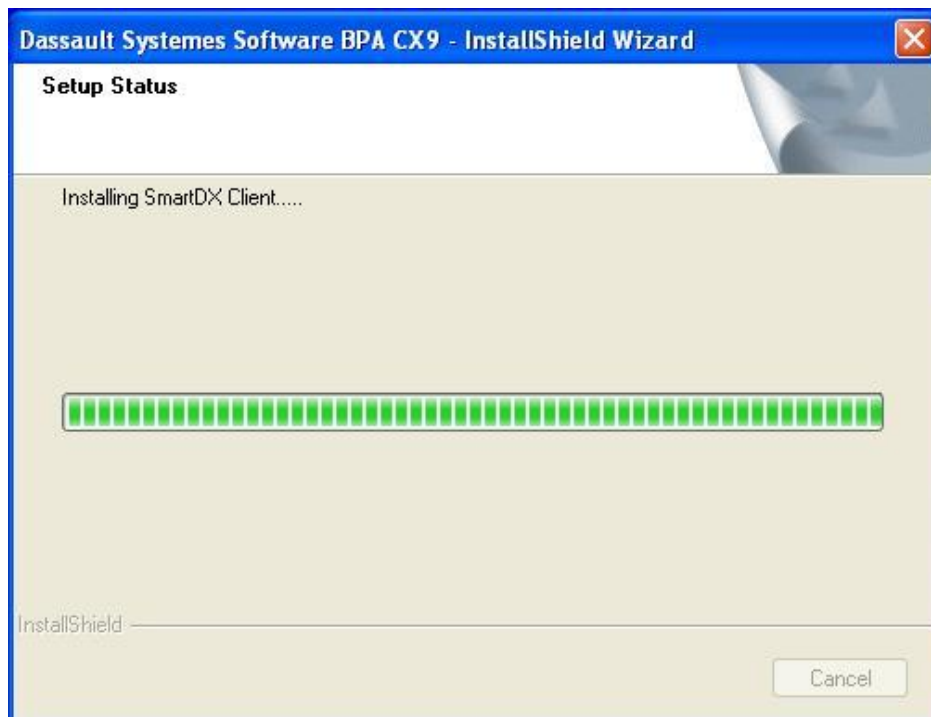 Dassault Systemes Software BPA CX9 - InstallShield Wizard
Setup Status
Installing SmartDX Client.....
InstallShield
Cancel